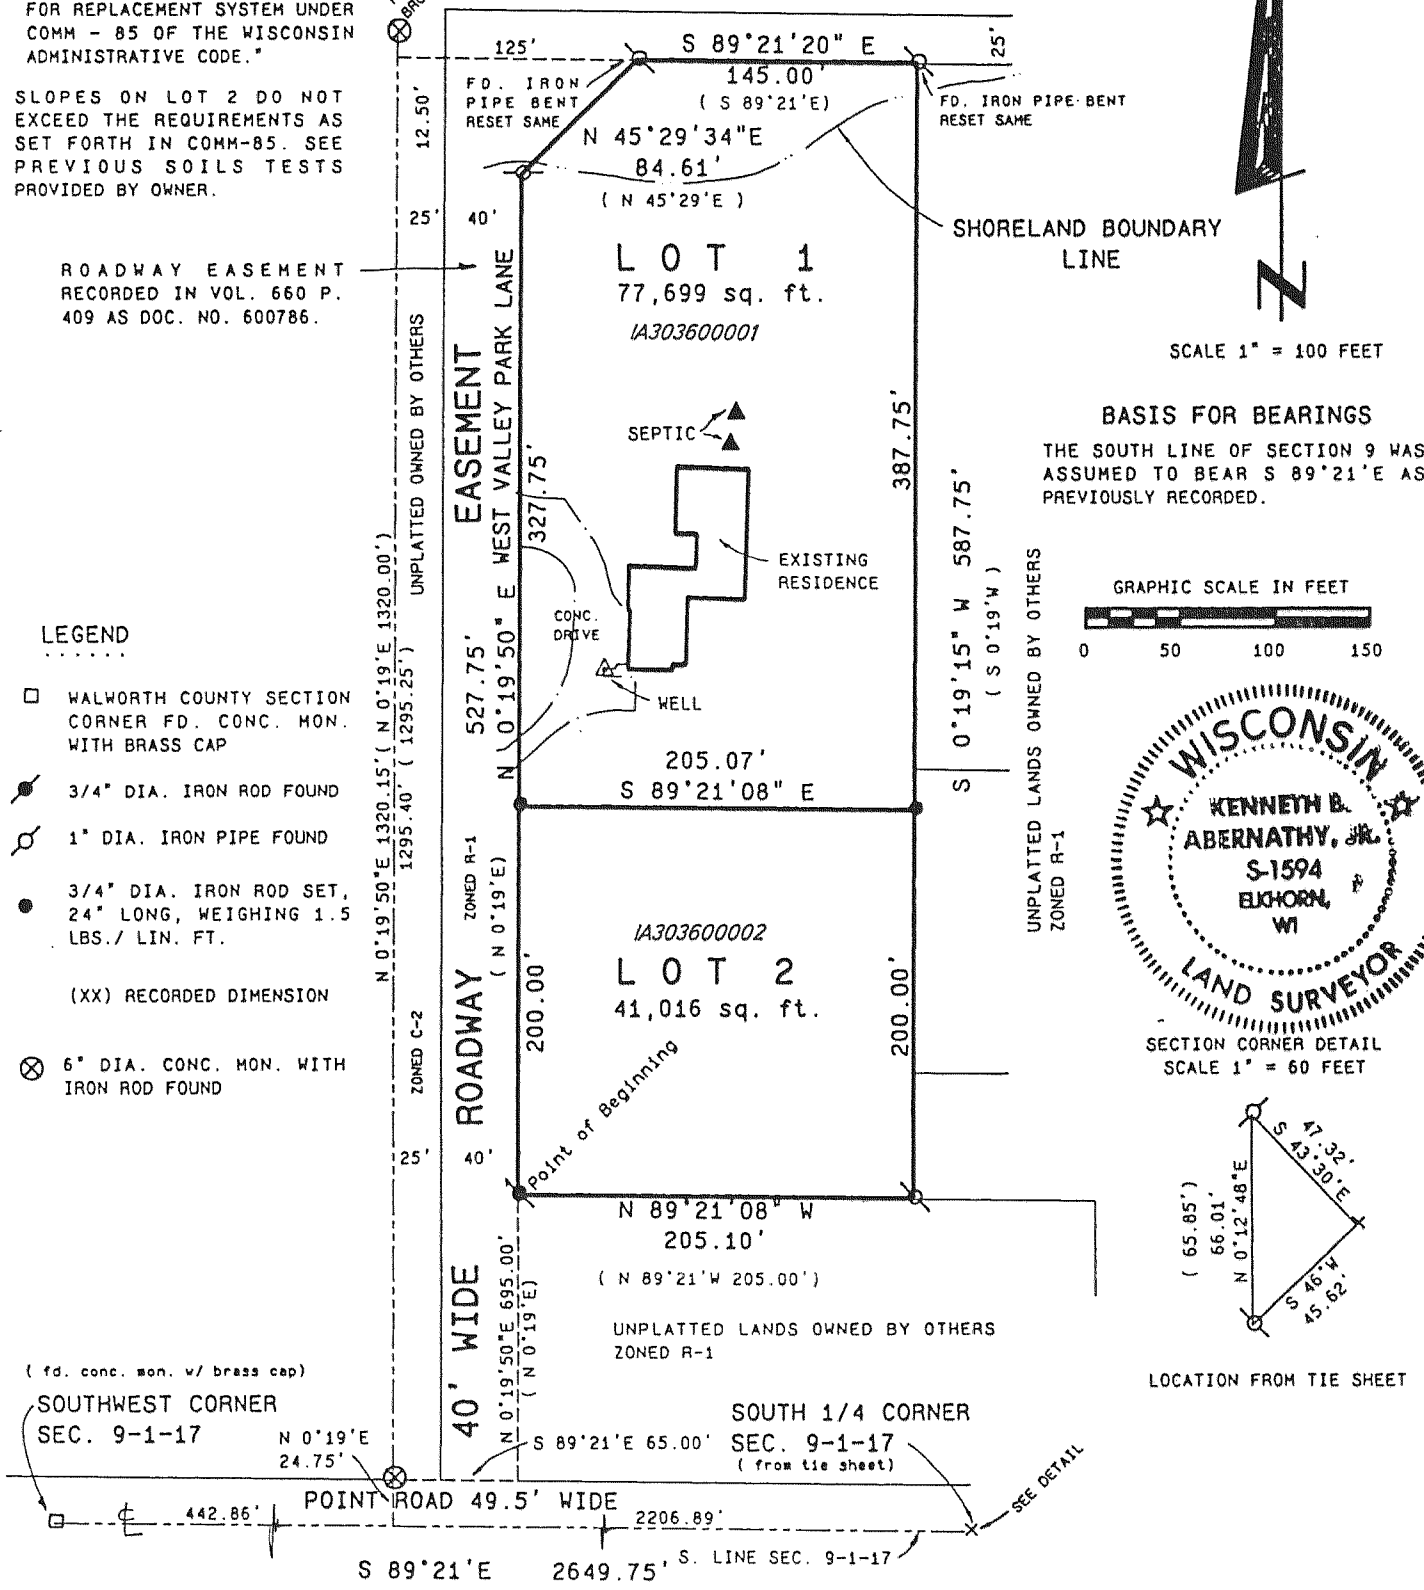 FOR REPLACEMENT SYSTEM UNDER
COMM - 85 OF THE WISCONSIN
ADMINISTRATIVE CODE."
SLOPES ON LOT 2 DO NOT
EXCEED THE REQUIREMENTS AS
SET FORTH IN COMM-85. SEE
PREVIOUS SOILS TESTS
PROVIDED BY OWNER.
ROADWAY EASEMENT
RECORDED IN VOL. 660 P.
409 AS DOC. NO. 600786.
125'
S 89°21'20" E
145.00'
( S 89°21'E)
25'
12.50'
FD. IRON
PIPE BENT
RESET SAME
FD. IRON PIPE BENT
RESET SAME
N 45°29'34"E
84.61'
( N 45°29'E )
25'
40'
SHORELAND BOUNDARY
LINE
LOT 1
77,699 sq. ft.
IA303600001
N
SCALE 1" = 100 FEET
BASIS FOR BEARINGS
THE SOUTH LINE OF SECTION 9 WAS
ASSUMED TO BEAR S 89°21'E AS
PREVIOUSLY RECORDED.
GRAPHIC SCALE IN FEET
0 50 100 150
SEPTIC
EXISTING
RESIDENCE
CONC.
DRIVE
WELL
327.75'
387.75'
S 0°19'15" W 587.75'
( S 0°19'W )
UNPLATTED LANDS OWNED BY OTHERS
ZONED R-1
N 0°19'50" E WEST VALLEY PARK LANE
527.75'
( N 0°19'E)
ZONED R-1
40' WIDE ROADWAY EASEMENT
UNPLATTED OWNED BY OTHERS
ZONED C-2
N 0°19'50"E 1320.15' ( N 0°19'E 1320.00')
1295.40' ( 1295.25')
205.07'
S 89°21'08" E
LEGEND
WALWORTH COUNTY SECTION
CORNER FD. CONC. MON.
WITH BRASS CAP
3/4" DIA. IRON ROD FOUND
1" DIA. IRON PIPE FOUND
3/4" DIA. IRON ROD SET,
24" LONG, WEIGHING 1.5
LBS./ LIN. FT.
(XX) RECORDED DIMENSION
6" DIA. CONC. MON. WITH
IRON ROD FOUND
IA303600002
LOT 2
41,016 sq. ft.
200.00'
200.00'
Point of Beginning
25'
40'
N 89°21'08" W
205.10'
( N 89°21'W 205.00')
N 0°19'50"E 695.00'
( N 0°19'E)
UNPLATTED LANDS OWNED BY OTHERS
ZONED R-1
WISCONSIN
KENNETH B.
ABERNATHY, JR.
S-1594
ELKHORN,
WI
LAND SURVEYOR
SECTION CORNER DETAIL
SCALE 1" = 60 FEET
47.32'
S 43°30'E
( 65.85')
66.01'
N 0°12'48"E
S 46°W
45.62'
LOCATION FROM TIE SHEET
( fd. conc. mon. w/ brass cap)
SOUTHWEST CORNER
SEC. 9-1-17
N 0°19'E
24.75'
S 89°21'E 65.00'
SOUTH 1/4 CORNER
SEC. 9-1-17
( from tie sheet)
SEE DETAIL
POINT ROAD 49.5' WIDE
442.86'
2206.89'
S. LINE SEC. 9-1-17
S 89°21'E 2649.75'